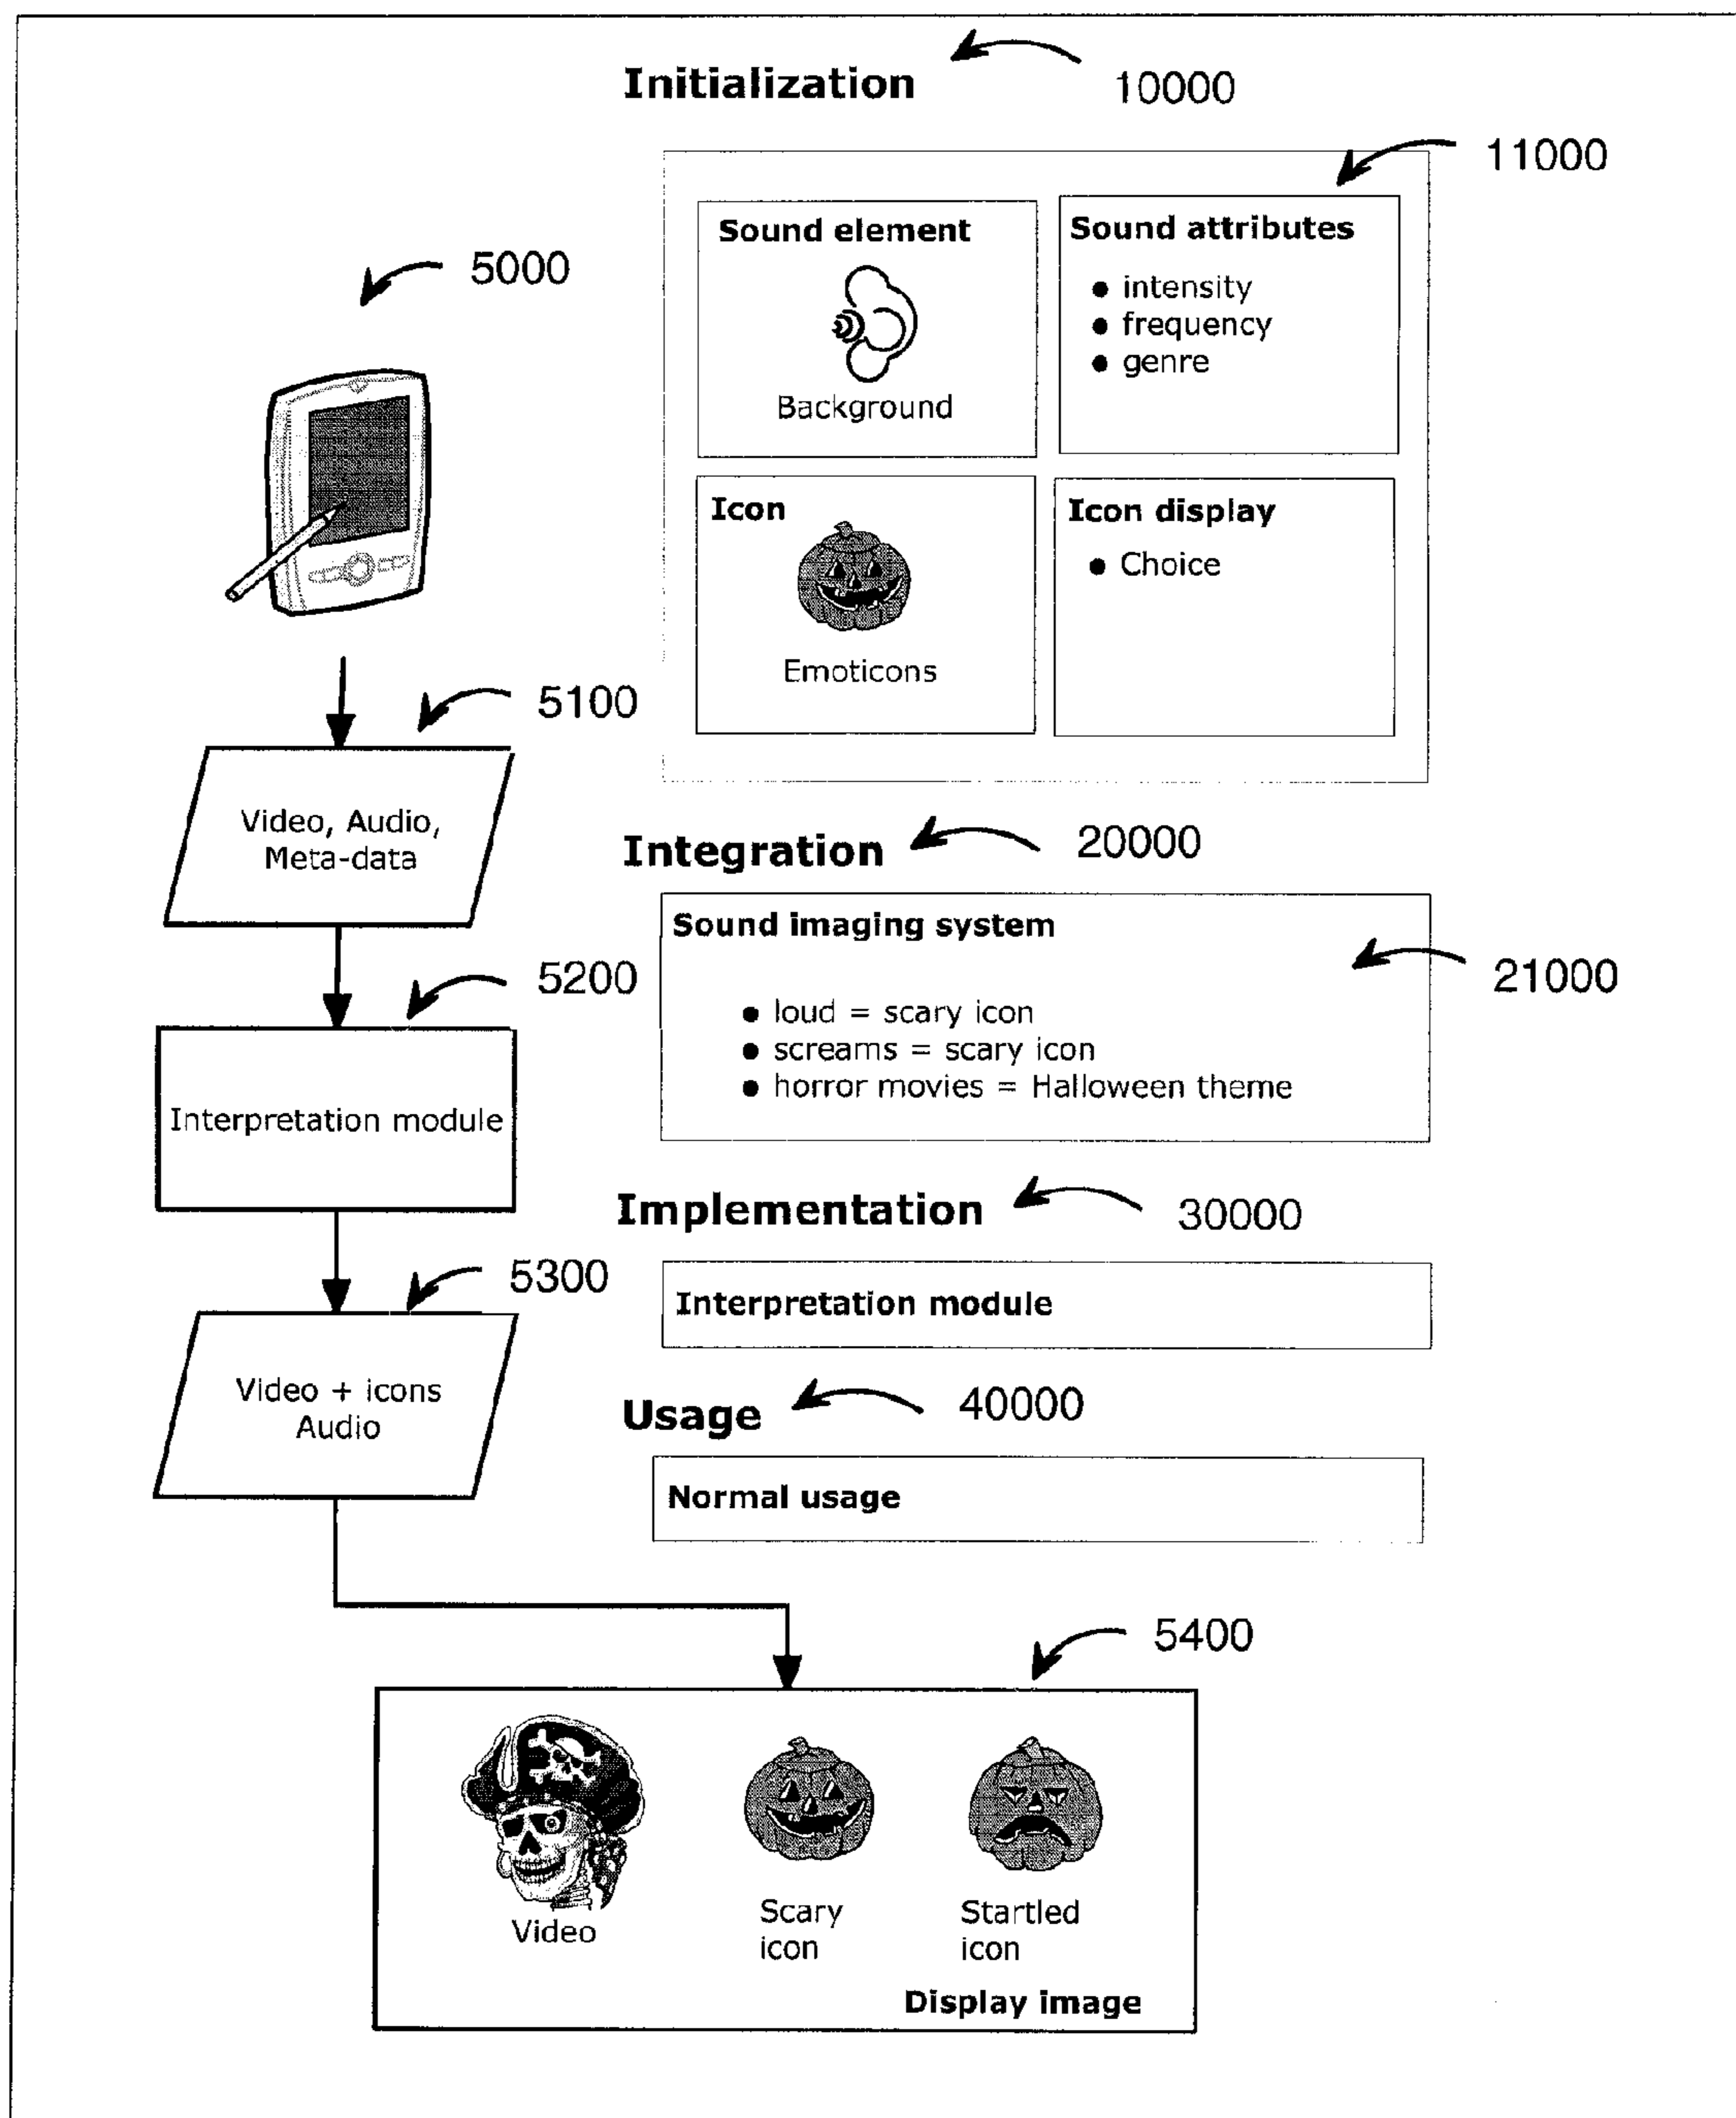 Initialization
10000
11000
Sound element
Background
Sound attributes
● intensity
● frequency
● genre
Icon
Emoticons
Icon display
● Choice
5000
5100
Video, Audio,
Meta-data
5200
Interpretation module
5300
Video + icons
Audio
Integration
20000
Sound imaging system
21000
● loud = scary icon
● screams = scary icon
● horror movies = Halloween theme
Implementation
30000
Interpretation module
Usage
40000
Normal usage
5400
Video
Scary
icon
Startled
icon
Display image